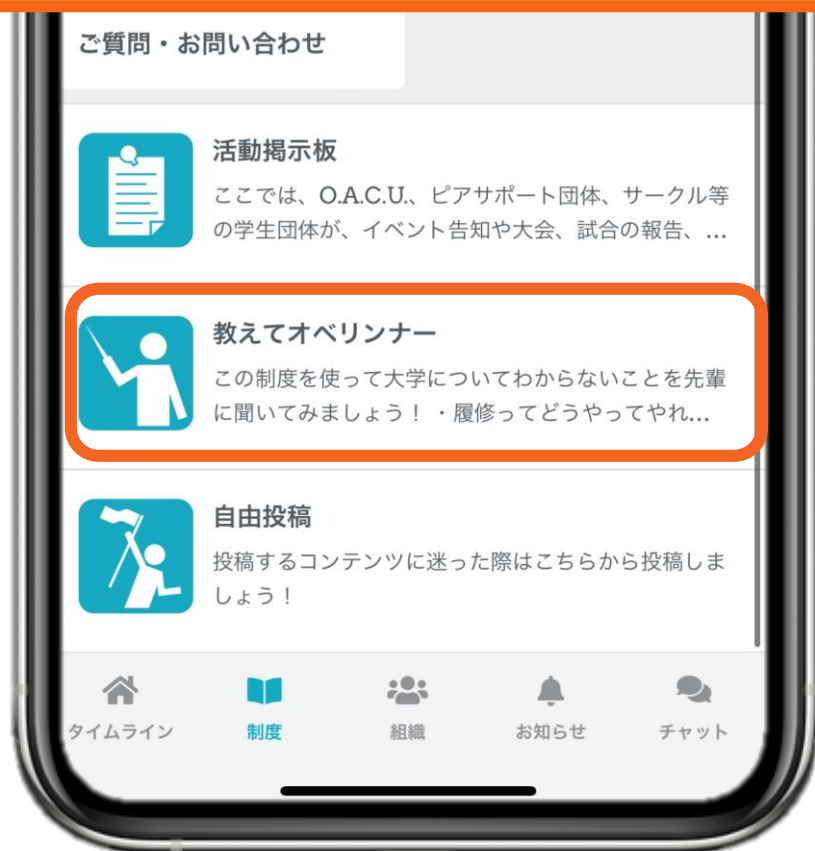 ご質問・お問い合わせ
活動掲示板
ここでは、O.A.C.U.、ピアサポート団体、サークル等
の学生団体が、イベント告知や大会、試合の報告、...
教えてオベリンナー
この制度を使って大学についてわからないことを先輩
に聞いてみましょう！・履修ってどうやってやれ...
自由投稿
投稿するコンテンツに迷った際はこちらから投稿しま
しょう！
タイムライン 制度 組織 お知らせ チャット